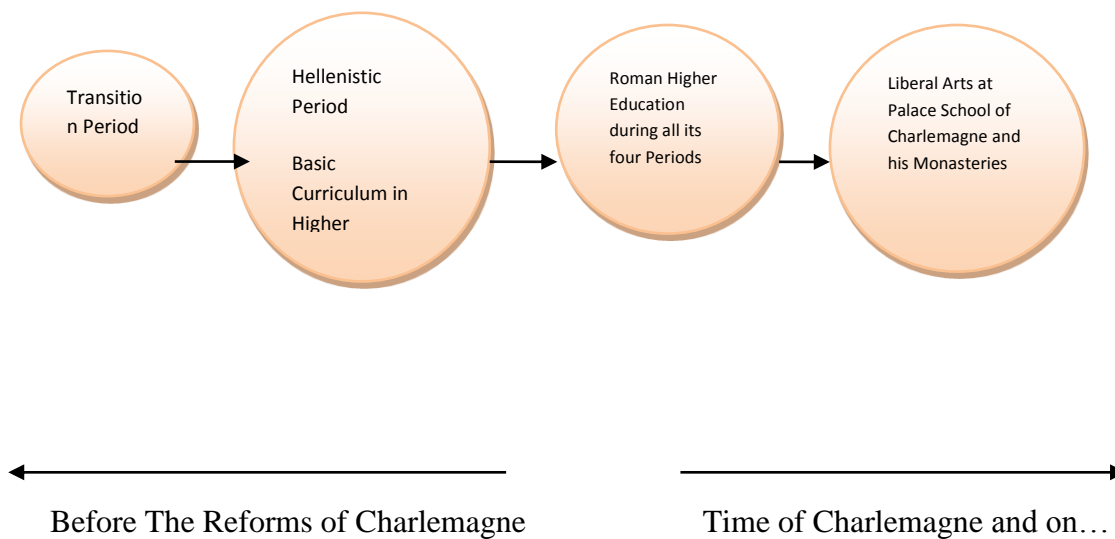 Transitio
n Period
Hellenistic
Period
Basic
Curriculum in
Higher
Roman Higher
Education
during all its
four Periods
Liberal Arts at
Palace School of
Charlemagne and
his Monasteries
Before The Reforms of Charlemagne
Time of Charlemagne and on…